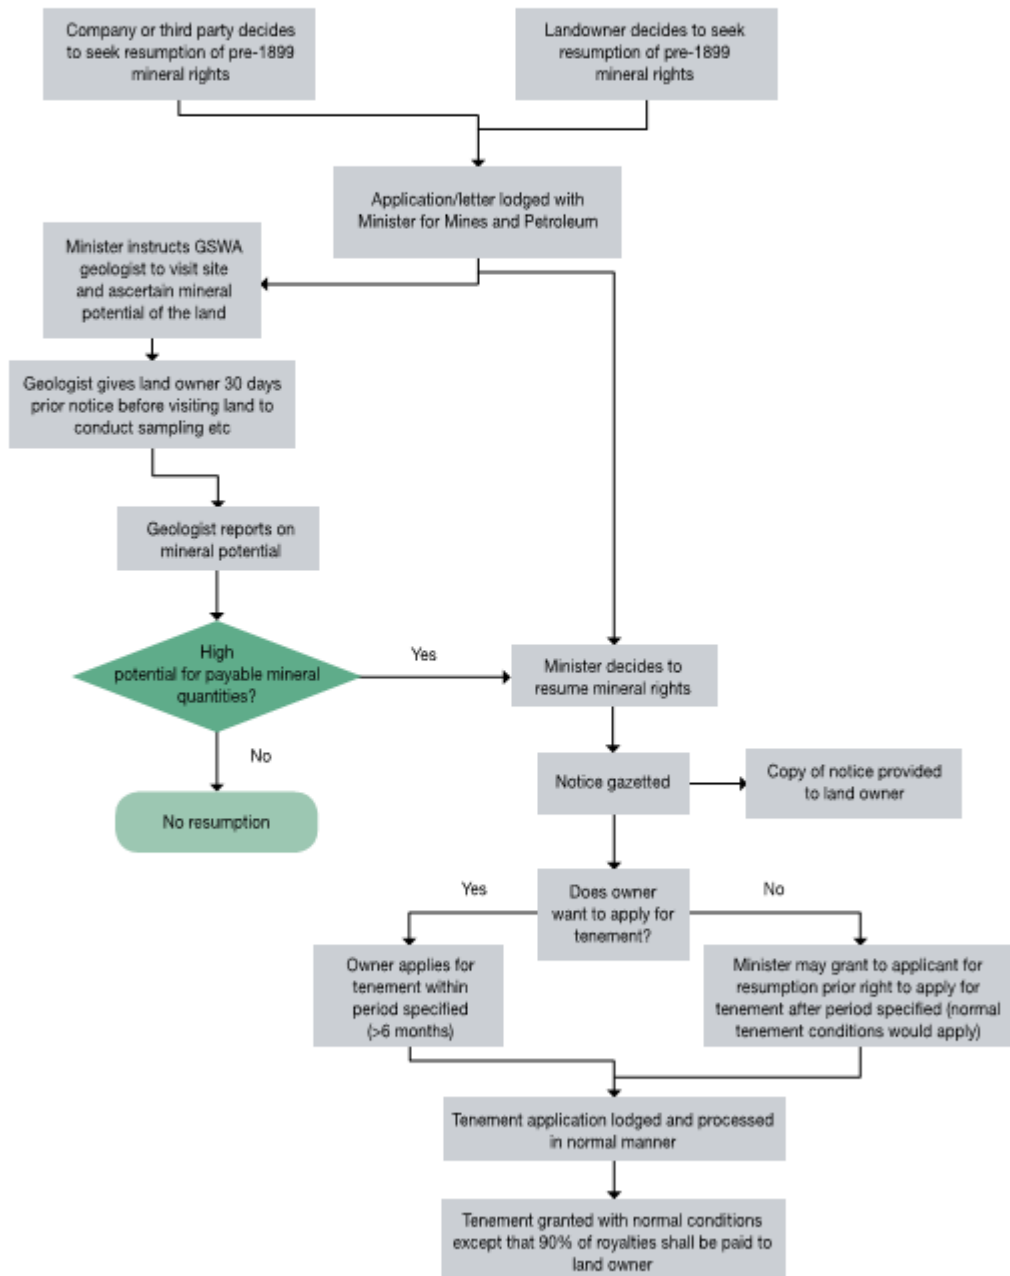 Company or third party decides
to seek resumption of pre-1899
mineral rights
Landowner decides to seek
resumption of pre-1899
mineral rights
Application/letter lodged with
Minister for Mines and Petroleum
Minister instructs GSWA
geologist to visit site
and ascertain mineral
potential of the land
Geologist gives land owner 30 days
prior notice before visiting land to
conduct sampling etc
Geologist reports on
mineral potential
High
potential for payable mineral
quantities?
Yes
Minister decides to
resume mineral rights
No
No resumption
Notice gazetted
Copy of notice provided
to land owner
Does owner
want to apply for
tenement?
Yes
No
Owner applies for
tenement within
period specified
(>6 months)
Minister may grant to applicant for
resumption prior right to apply for
tenement after period specified (normal
tenement conditions would apply)
Tenement application lodged and processed
in normal manner
Tenement granted with normal conditions
except that 90% of royalties shall be paid to
land owner